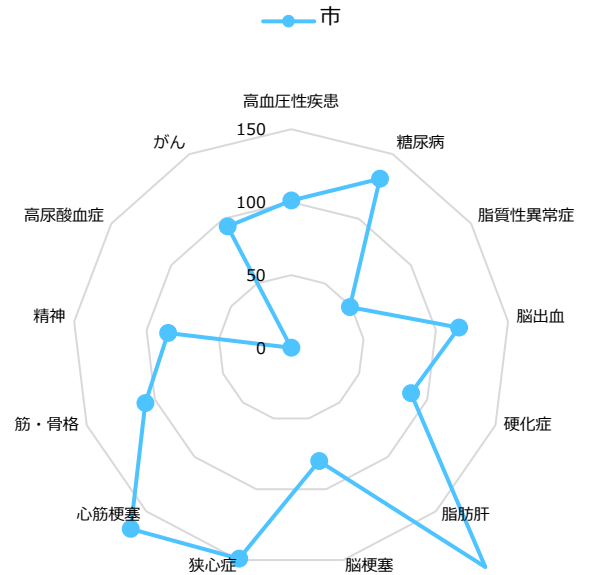 市
高血圧性疾患
150
がん
糖尿病
100
高尿酸血症
脂質性異常症
50
精神
脳出血
0
筋・骨格
硬化症
心筋梗塞
脂肪肝
狭心症
脳梗塞